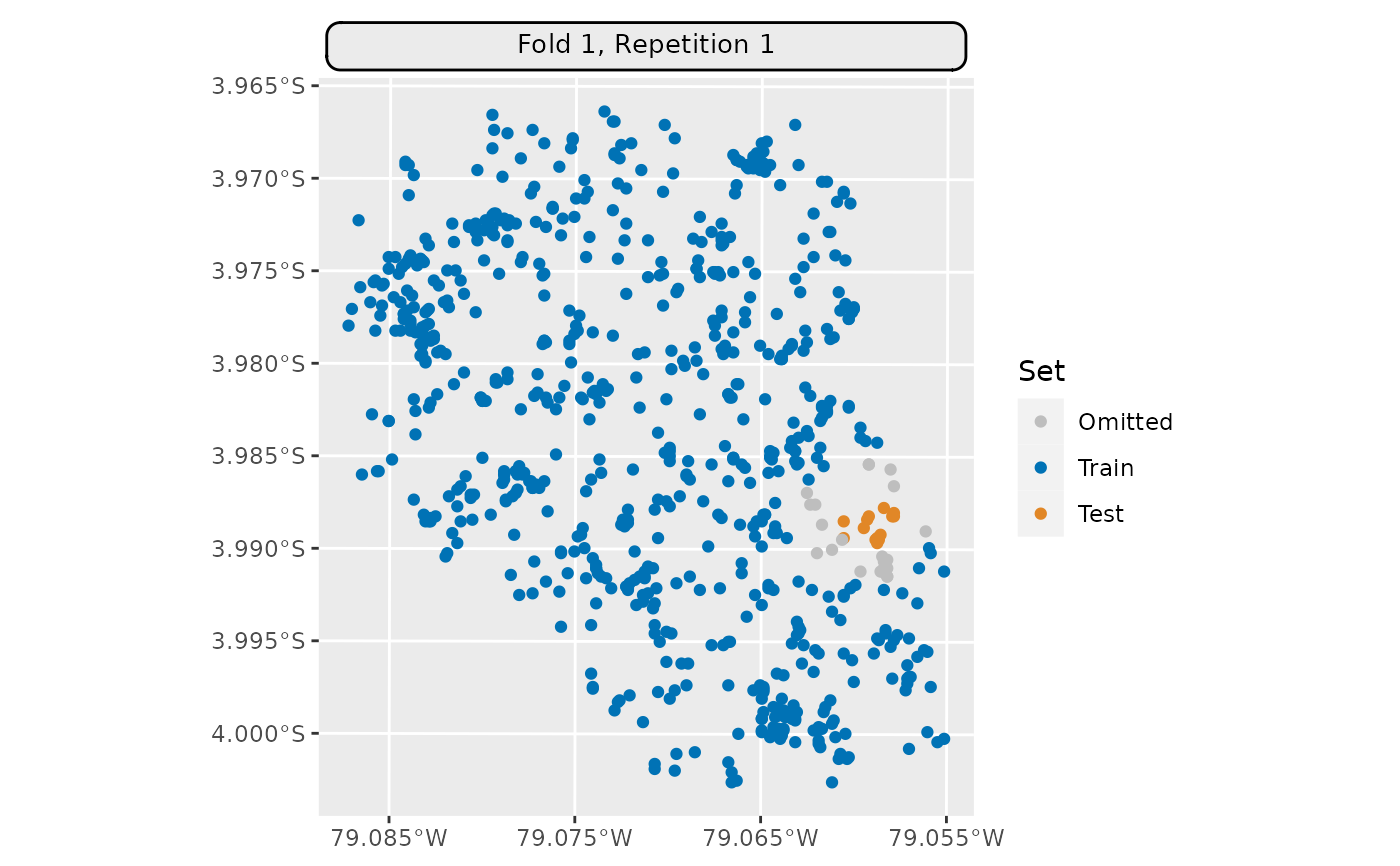 Fold 1, Repetition 1
3.965°S
3.970°S
3.975°S
3.980°S
3.985°S
3.990°S
3.995°S
4.000°S
79.085°W 79.075°W 79.065°W 79.055°W
Set
Omitted
Train
Test